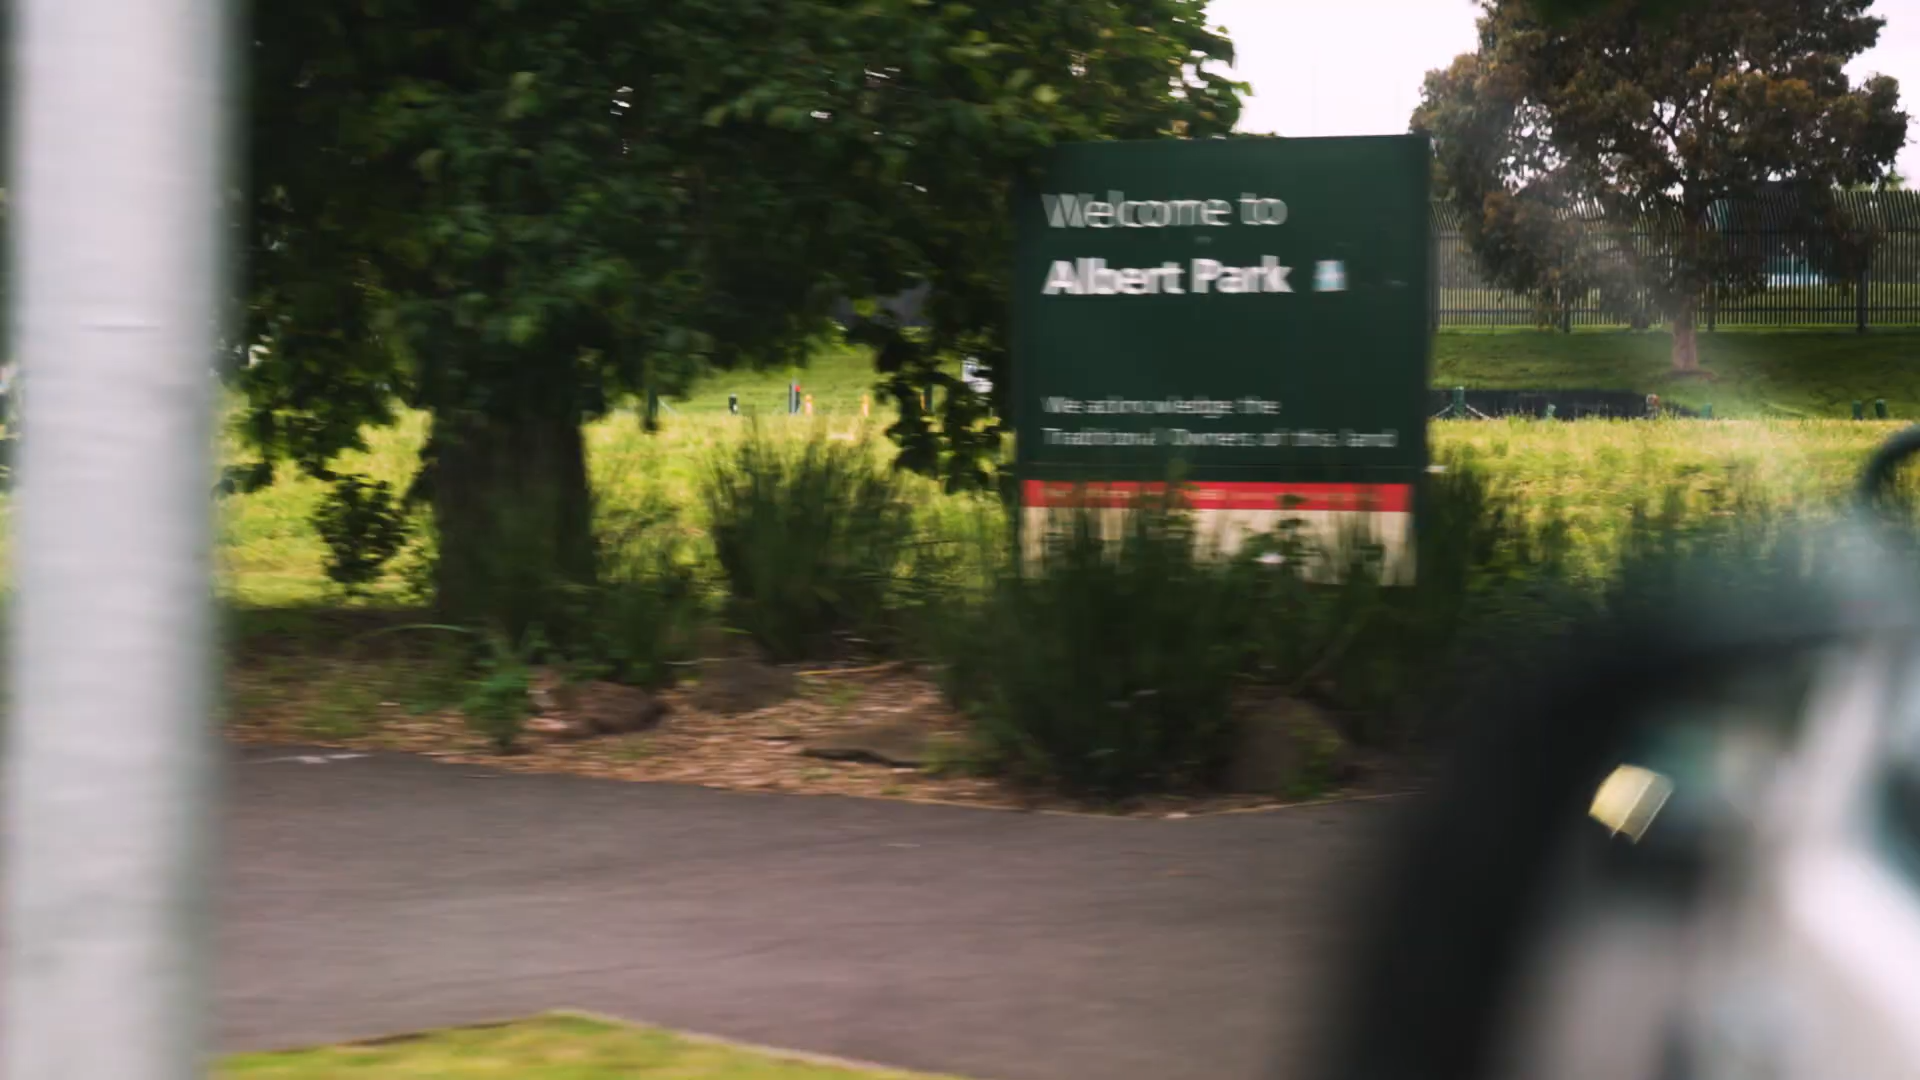 Welcome to
Albert Park
We acknowledge the
Traditional Owners of this land